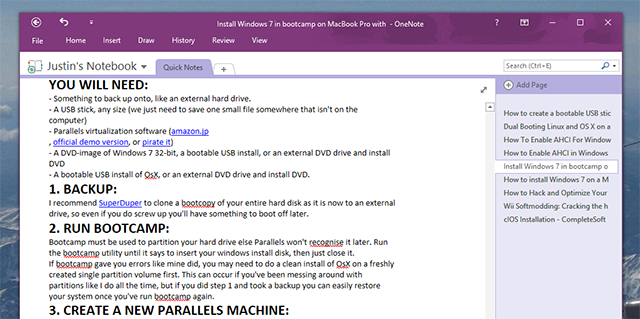 Install Windows 7 in bootcamp on MacBook Pro with - OneNote
File Home Insert Draw History Review View
Justin's Notebook Quick Notes Search (Ctrl+E)
Add Page
YOU WILL NEED:
- Something to back up onto, like an external hard drive.
- A USB stick, any size (we just need to save one small file somewhere that isn't on the
computer)
- Parallels virtualization software (amazon.jp
, official demo version, or pirate it)
- A DVD-image of Windows 7 32-bit, a bootable USB install, or an external DVD drive and install
DVD
- A bootable USB install of OsX, or an external DVD drive and install DVD.
1. BACKUP:
I recommend SuperDuper to clone a bootcopy of your entire hard disk as it is now to an external
drive, so even if you do screw up you'll have something to boot off later.
2. RUN BOOTCAMP:
Bootcamp must be used to partition your hard drive else Parallels won't recognise it later. Run
the bootcamp utility until it says to insert your windows install disk, then just close it.
If bootcamp gave you errors like mine did, you may need to do a clean install of OsX on a freshly
created single partition volume first. This can occur if you've been messing around with
partitions like I do all the time, but if you did step 1 and took a backup you can easily restore
your system once you've run bootcamp again.
3. CREATE A NEW PARALLELS MACHINE:
How to create a bootable USB stic
Dual Booting Linux and OS X on a
How To Enable AHCI For Window
How to Enable AHCI in Windows
Install Windows 7 in bootcamp o
How to install Windows 7 on a M
How to Hack and Optimize Your
Wii Softmodding: Cracking the h
cIOS Installation - CompleteSoft